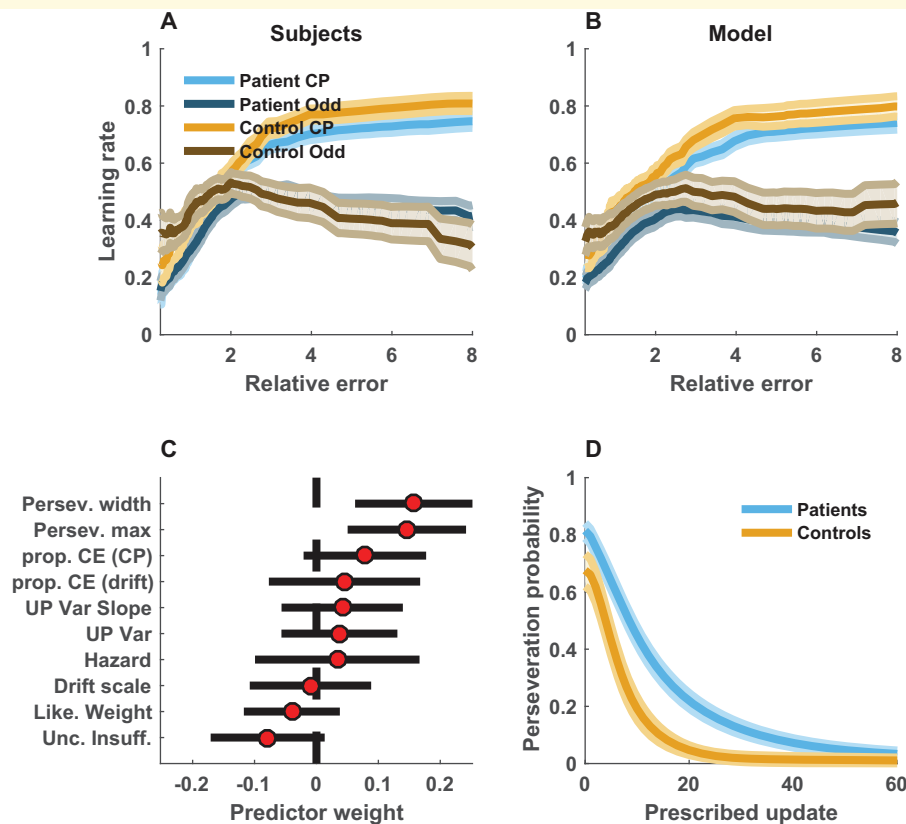 A
Subjects
Learning rate
1
0.8
0.6
0.4
0.2
0
Patient CP
Patient Odd
Control CP
Control Odd
2
4
6
8
Relative error
B
Model
1
0.8
0.6
0.4
0.2
0
2
4
6
8
Relative error
C
Persev. width
Persev. max
prop. CE (CP)
prop. CE (drift)
UP Var Slope
UP Var
Hazard
Drift scale
Like. Weight
Unc. Insuff.
-0.2
-0.1
0
0.1
0.2
Predictor weight
D
Perseveration probability
1
0.8
0.6
0.4
0.2
0
Patients
Controls
0
20
40
60
Prescribed update